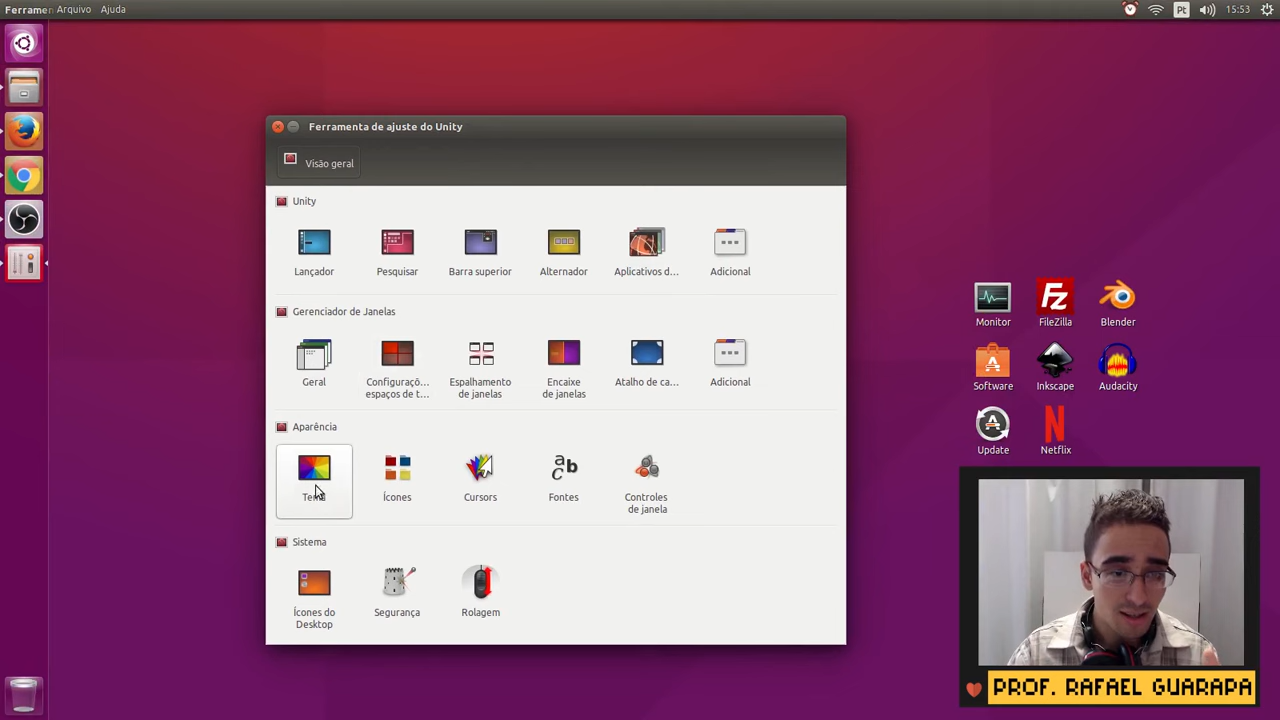 Ferramen Arquivo Ajuda
Pt 15:53
Ferramenta de ajuste do Unity
Visão geral
Unity
Lançador Pesquisar Barra superior Alternador Aplicativos d... Adicional
Gerenciador de Janelas
Geral Configuraçõ... espaços de t... Espalhamento de janelas Encaixe de janelas Atalho de ca... Adicional
Aparência
Ícones Cursors Fontes Controles de janela
Sistema
Ícones do Desktop Segurança Rolagem
Monitor FileZilla Blender
Software Inkscape Audacity
Update Netflix
PROF. RAFAEL GUARAPA